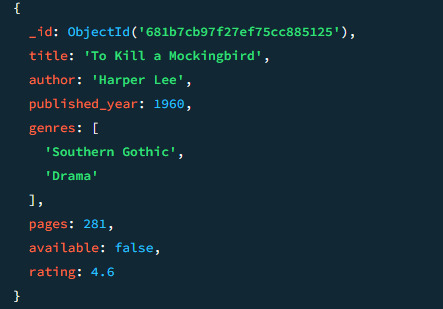 {
_id: ObjectId('681b7cb97f27ef75cc885125'),
title: 'To Kill a Mockingbird',
author: 'Harper Lee',
published_year: 1960,
genres: [
'Southern Gothic',
'Drama'
],
pages: 281,
available: false,
rating: 4.6
}